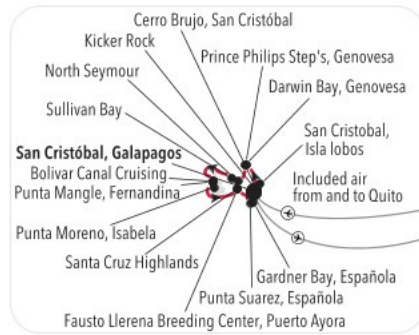 Cerro Brujo, San Cristóbal
Kicker Rock
Prince Philips Step's, Genovesa
North Seymour
Darwin Bay, Genovesa
Sullivan Bay
San Cristobal,
Isla lobos
San Cristóbal, Galapagos
Bolivar Canal Cruising
Punta Mangle, Fernandina
Included air
from and to Quito
Punta Moreno, Isabela
Santa Cruz Highlands
Gardner Bay, Española
Punta Suarez, Española
Fausto Llerena Breeding Center, Puerto Ayora